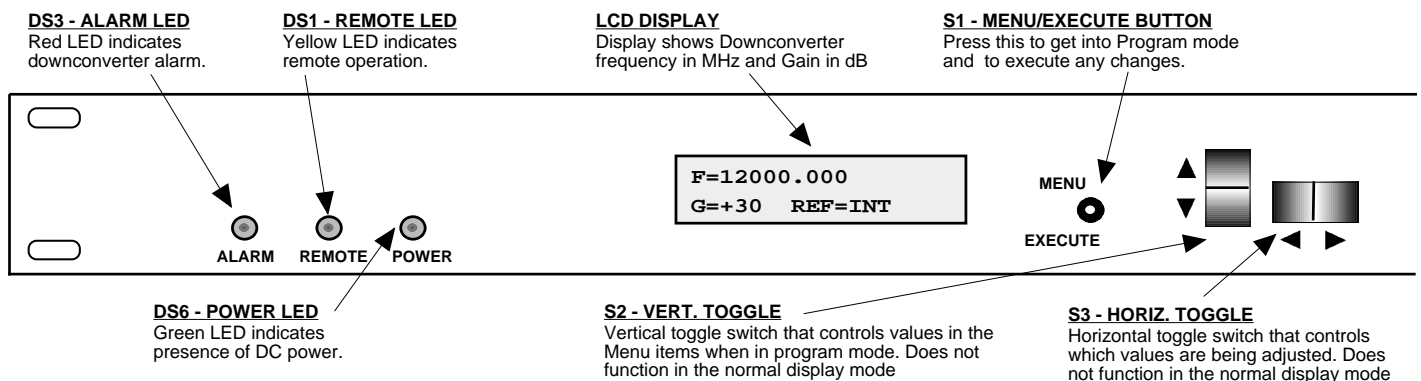 DS3 - ALARM LED
Red LED indicates
downconverter alarm.
DS1 - REMOTE LED
Yellow LED indicates
remote operation.
LCD DISPLAY
Display shows Downconverter
frequency in MHz and Gain in dB
S1 - MENU/EXECUTE BUTTON
Press this to get into Program mode
and  to execute any changes.
F=12000.000
G=+30  REF=INT
MENU
EXECUTE
ALARM
REMOTE
POWER
DS6 - POWER LED
Green LED indicates
presence of DC power.
S2 - VERT. TOGGLE
Vertical toggle switch that controls values in the
Menu items when in program mode. Does not
function in the normal display mode
S3 - HORIZ. TOGGLE
Horizontal toggle switch that controls
which values are being adjusted. Does
not function in the normal display mode